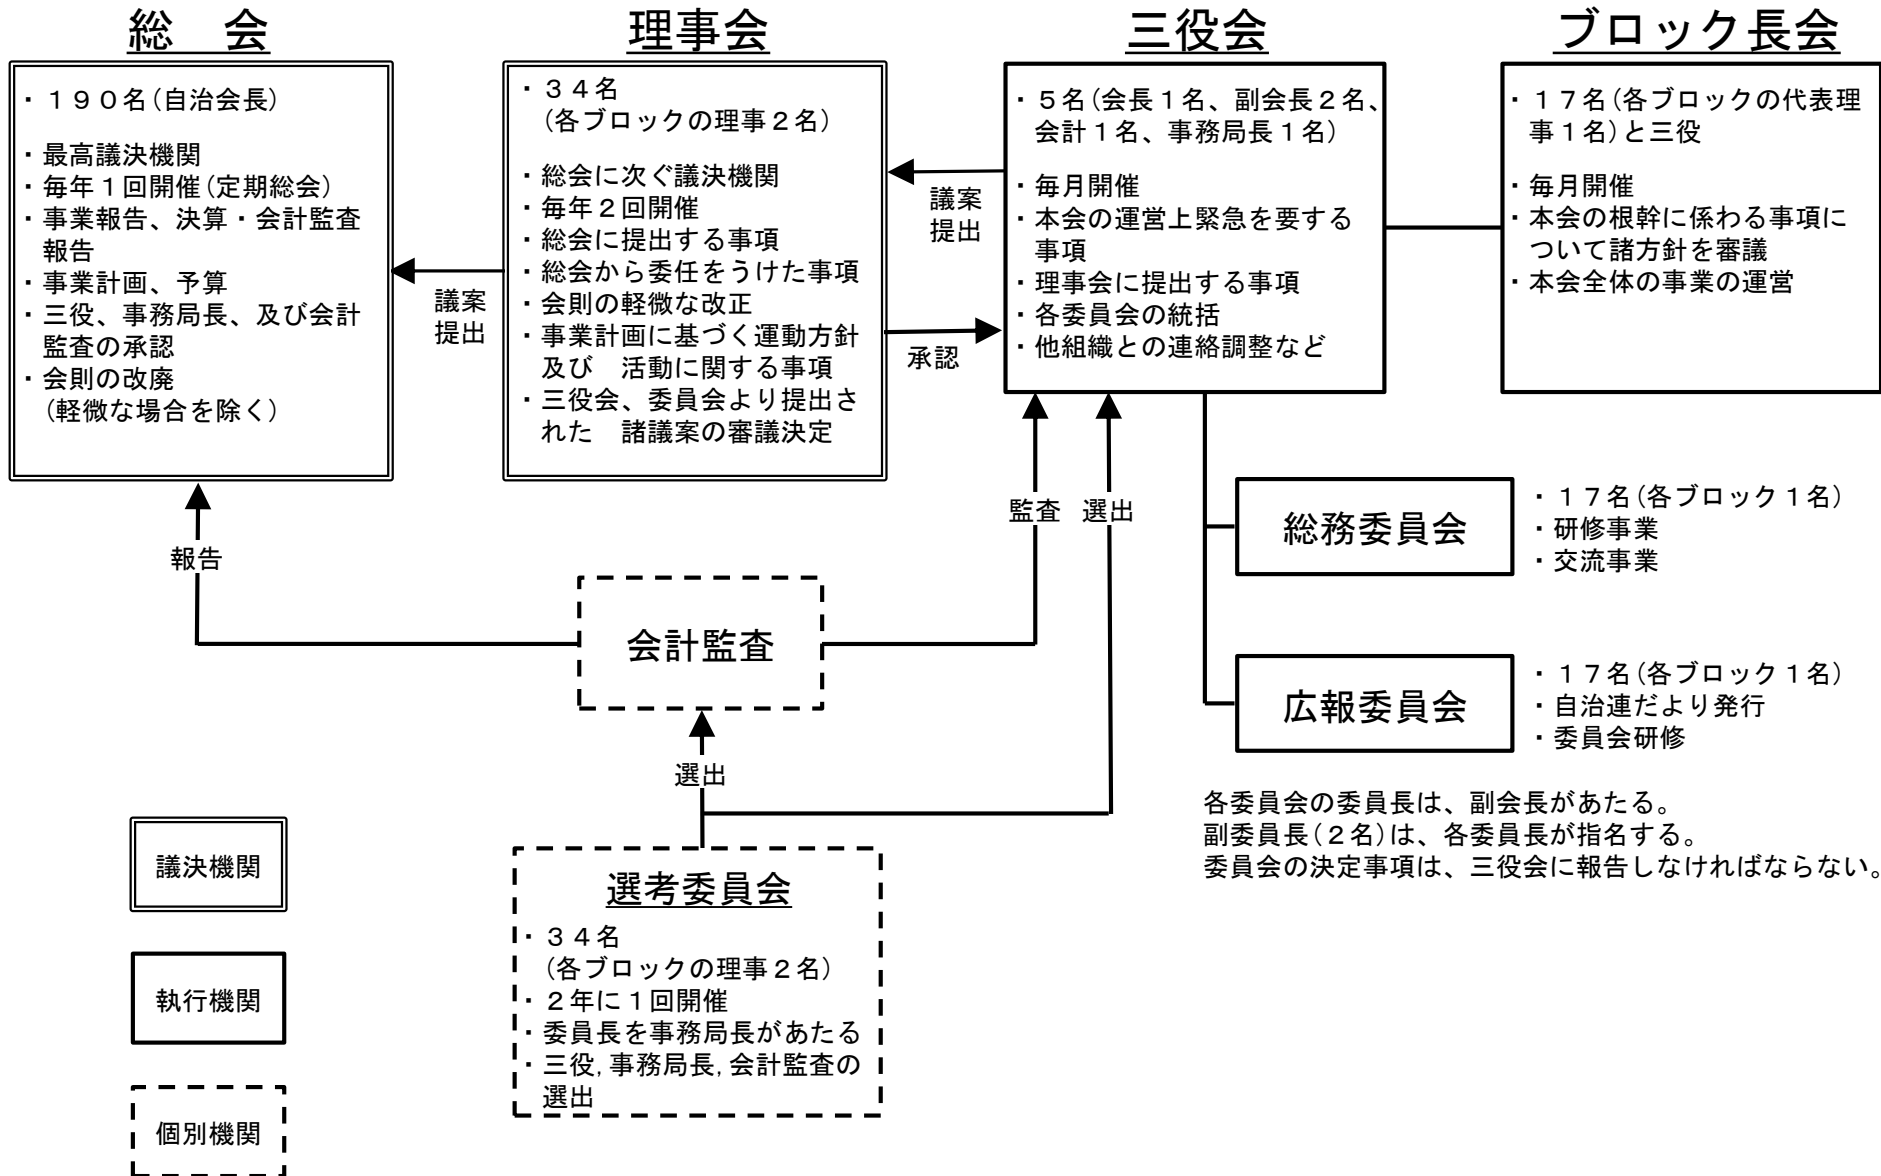 総　会
・１９０名(自治会長)
・最高議決機関
・毎年１回開催(定期総会)
・事業報告、決算・会計監査
報告
・事業計画、予算
・三役、事務局長、及び会計
監査の承認
・会則の改廃
(軽微な場合を除く)
理事会
・３４名
(各ブロックの理事２名)
・総会に次ぐ議決機関
・毎年２回開催
・総会に提出する事項
・総会から委任をうけた事項
・会則の軽微な改正
・事業計画に基づく運動方針
及び　活動に関する事項
・三役会、委員会より提出さ
れた　諸議案の審議決定
三役会
・５名(会長１名、副会長２名、
会計１名、事務局長１名)
・毎月開催
・本会の運営上緊急を要する
事項
・理事会に提出する事項
・各委員会の統括
・他組織との連絡調整など
ブロック長会
・１７名(各ブロックの代表理
事１名)と三役
・毎月開催
・本会の根幹に係わる事項に
ついて諸方針を審議
・本会全体の事業の運営
議案
提出
議案
提出
承認
報告
監査
選出
会計監査
選出
総務委員会
・１７名(各ブロック１名)
・研修事業
・交流事業
広報委員会
・１７名(各ブロック１名)
・自治連だより発行
・委員会研修
各委員会の委員長は、副会長があたる。
副委員長(２名)は、各委員長が指名する。
委員会の決定事項は、三役会に報告しなければならない。
選考委員会
・３４名
(各ブロックの理事２名)
・２年に１回開催
・委員長を事務局長があたる
・三役,事務局長,会計監査の
選出
議決機関
執行機関
個別機関